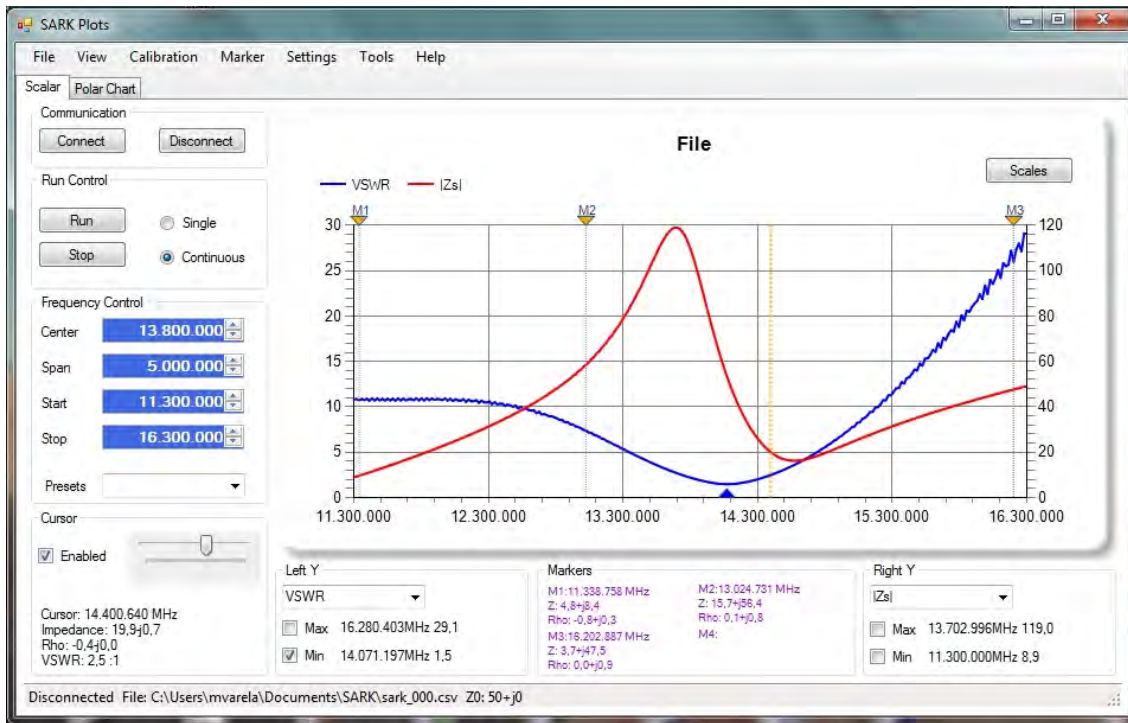 SARK Plots
File View Calibration Marker Settings Tools Help
Scalar Polar Chart
Communication
Connect Disconnect
Run Control
Run Single
Stop Continuous
Frequency Control
Center 13.800.000
Span 5.000.000
Start 11.300.000
Stop 16.300.000
Presets
Cursor
Enabled
Cursor: 14.400.640 MHz
Impedance: 19,9-j0,7
Rho: -0,4-j0,0
VSWR: 2,5 :1
File
Scales
VSWR |Zs|
M1 M2 M3
30 120
25 100
20 80
15 60
10 40
5 20
0 0
11.300.000 12.300.000 13.300.000 14.300.000 15.300.000 16.300.000
Left Y
VSWR
Max 16.280.403MHz 29,1
Min 14.071.197MHz 1,5
Markers
M1:11.338.758 MHz
Z: 4,8+j8,4
Rho: -0,8+j0,3
M3:16.202.887 MHz
Z: 3,7+j47,5
Rho: 0,0+j0,9
M2:13.024.731 MHz
Z: 15,7+j56,4
Rho: 0,1+j0,8
M4:
Right Y
|Zs|
Max 13.702.996MHz 119,0
Min 11.300.000MHz 8,9
Disconnected File: C:\Users\mvarela\Documents\SARK\sark_000.csv Z0: 50+j0